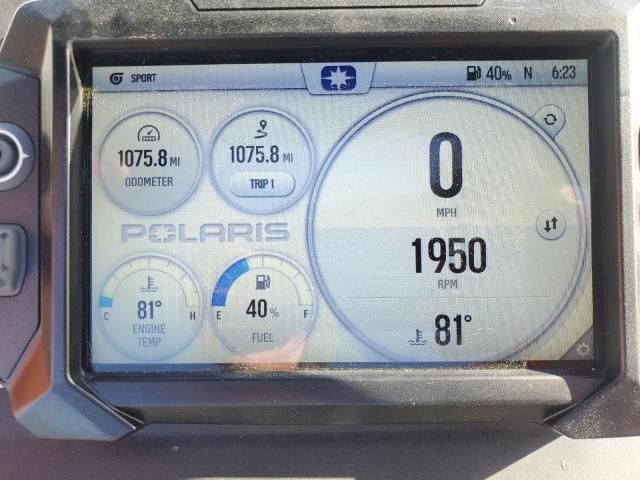 SPORT
40% N 6:23
1075.8 MI
ODOMETER
1075.8 MI
TRIP 1
POLARIS
0
MPH
1950
RPM
81°
C H
81°
ENGINE
TEMP
E F
40%
FUEL